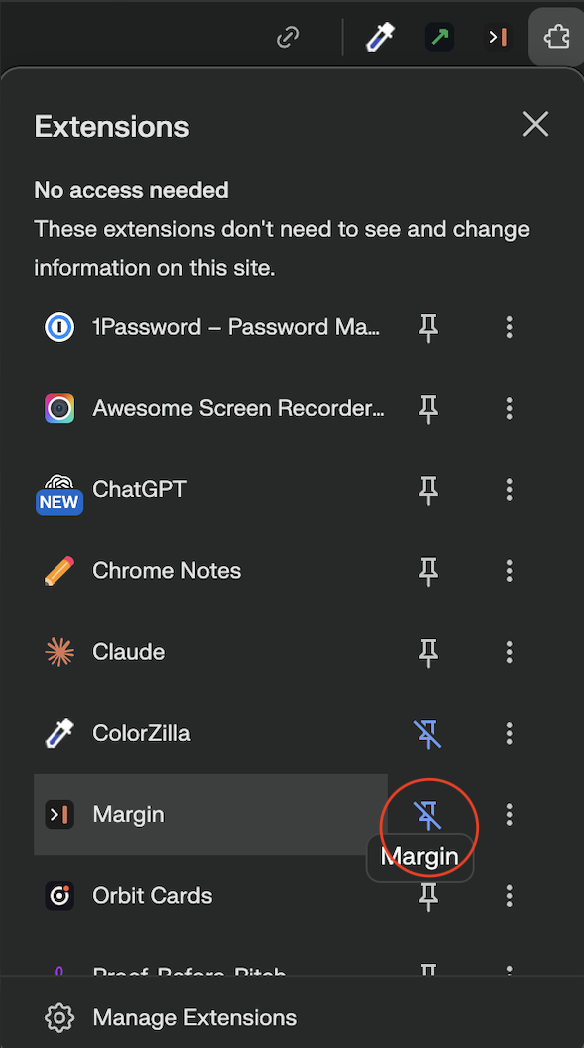 Extensions
No access needed
These extensions don't need to see and change
information on this site.
1Password – Password Ma...
Awesome Screen Recorder...
NEW
ChatGPT
Chrome Notes
Claude
ColorZilla
Margin
Margin
Orbit Cards
Manage Extensions